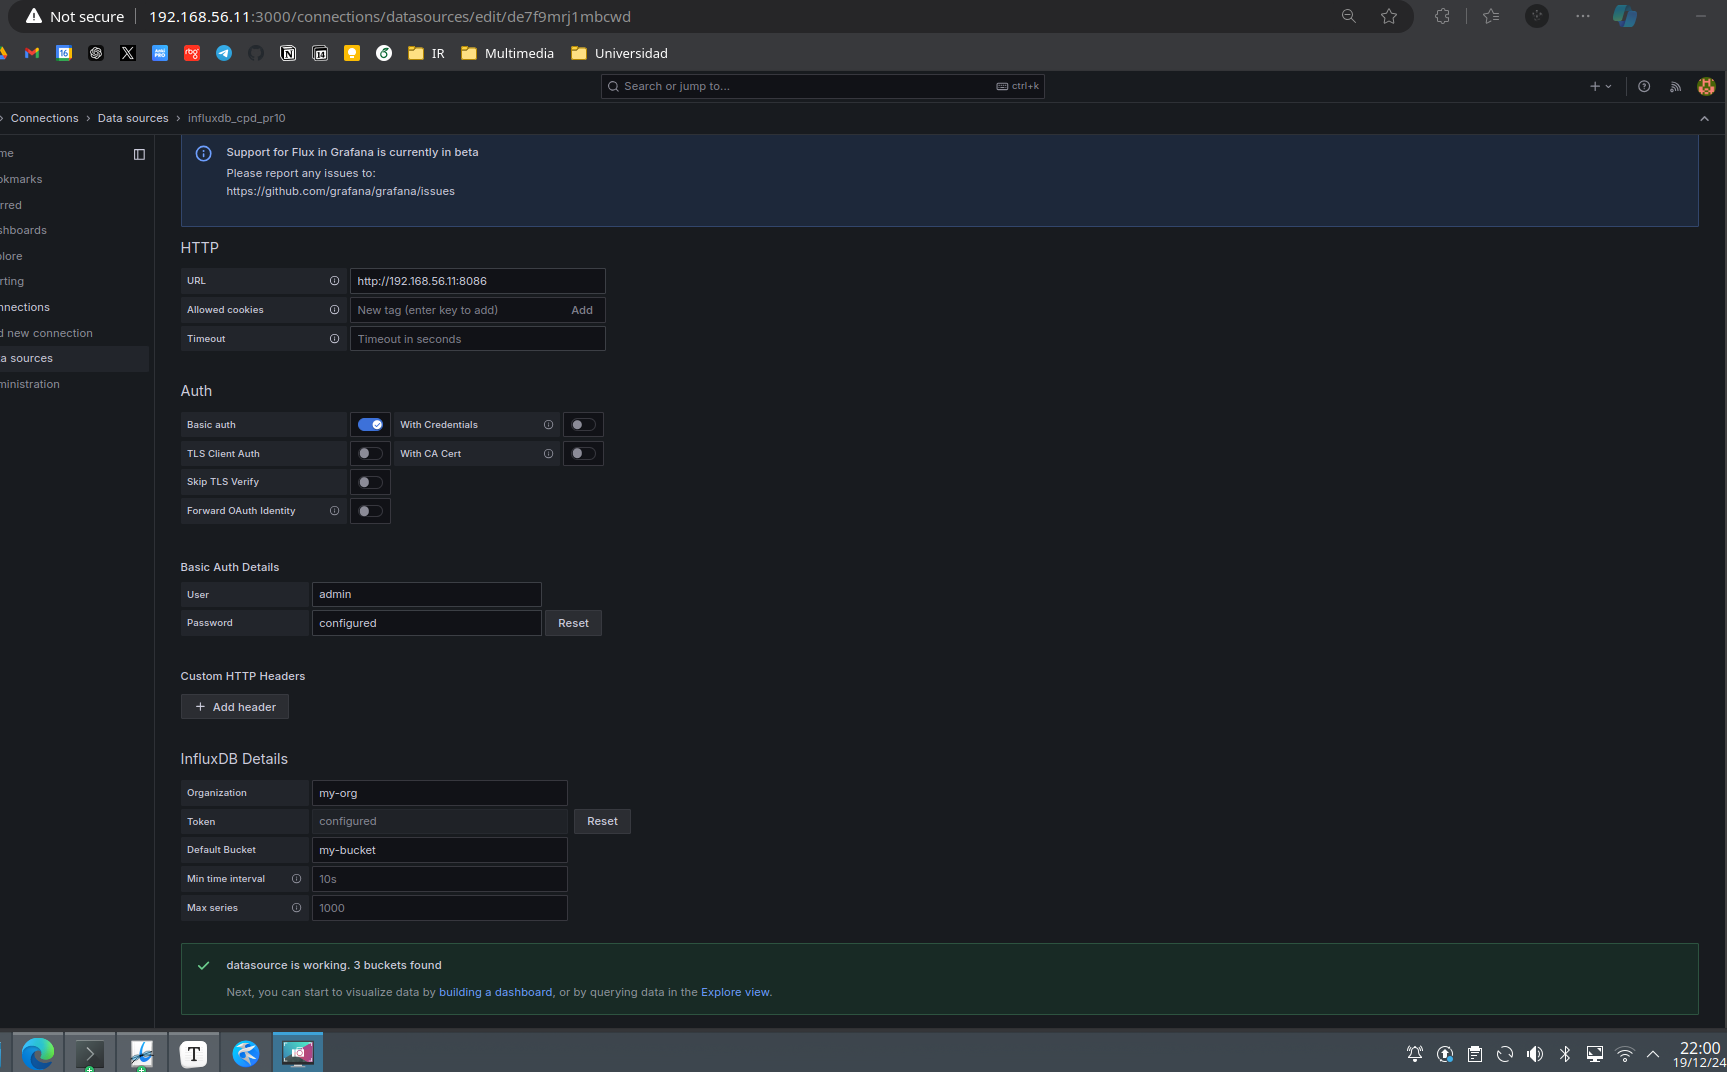 Not secure 192.168.56.11:3000/connections/datasources/edit/de7f9mrj1mbcwd
16 IR Multimedia Universidad
Search or jump to... ctrl+k
Connections › Data sources › influxdb_cpd_pr10
me
okmarks
rred
shboards
lore
rting
nnections
d new connection
a sources
ministration
Support for Flux in Grafana is currently in beta
Please report any issues to:
https://github.com/grafana/grafana/issues
HTTP
URL http://192.168.56.11:8086
Allowed cookies New tag (enter key to add) Add
Timeout Timeout in seconds
Auth
Basic auth With Credentials
TLS Client Auth With CA Cert
Skip TLS Verify
Forward OAuth Identity
Basic Auth Details
User admin
Password configured Reset
Custom HTTP Headers
+ Add header
InfluxDB Details
Organization my-org
Token configured Reset
Default Bucket my-bucket
Min time interval 10s
Max series 1000
datasource is working. 3 buckets found
Next, you can start to visualize data by building a dashboard, or by querying data in the Explore view.
T
22:00
19/12/24